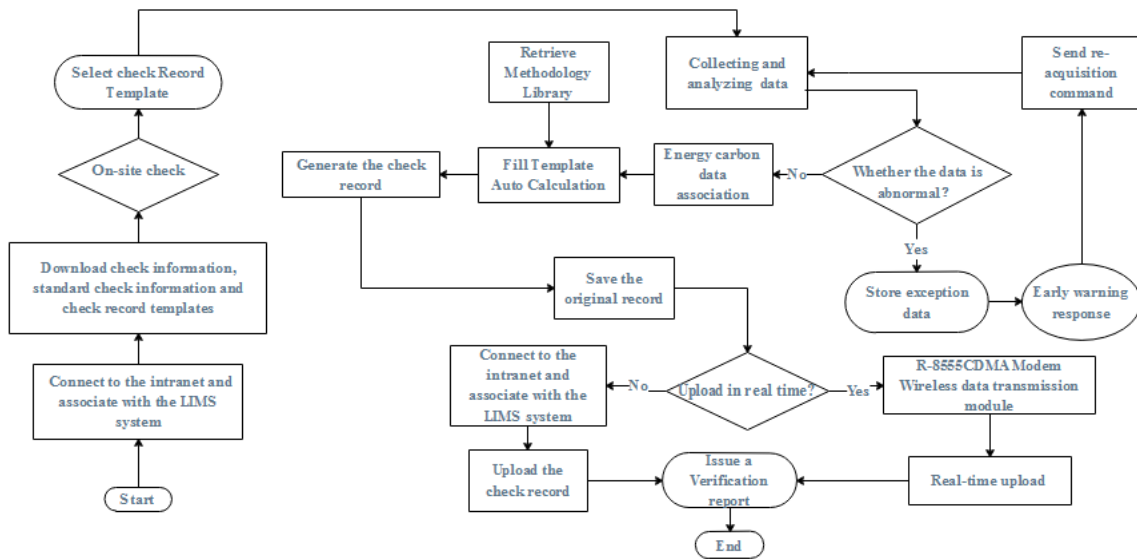 Select check Record
Template
On-site check
Download check information,
standard check information and
check record templates
Connect to the intranet and
associate with the LIMS
system
Start
Retrieve
Methodology
Library
Collecting and
analyzing data
Send re-
acquisition
command
Generate the check
record
Fill Template
Auto Calculation
Energy carbon
data
association
No
Whether the data is
abnormal?
Yes
Store exception
data
Early warning
response
Save the
original record
Connect to the
intranet and
associate with the
LIMS system
No
Upload in real time?
Yes
R-8555CDMA Modem
Wireless data transmission
module
Upload the
check record
Issue a
Verification
report
Real-time upload
End